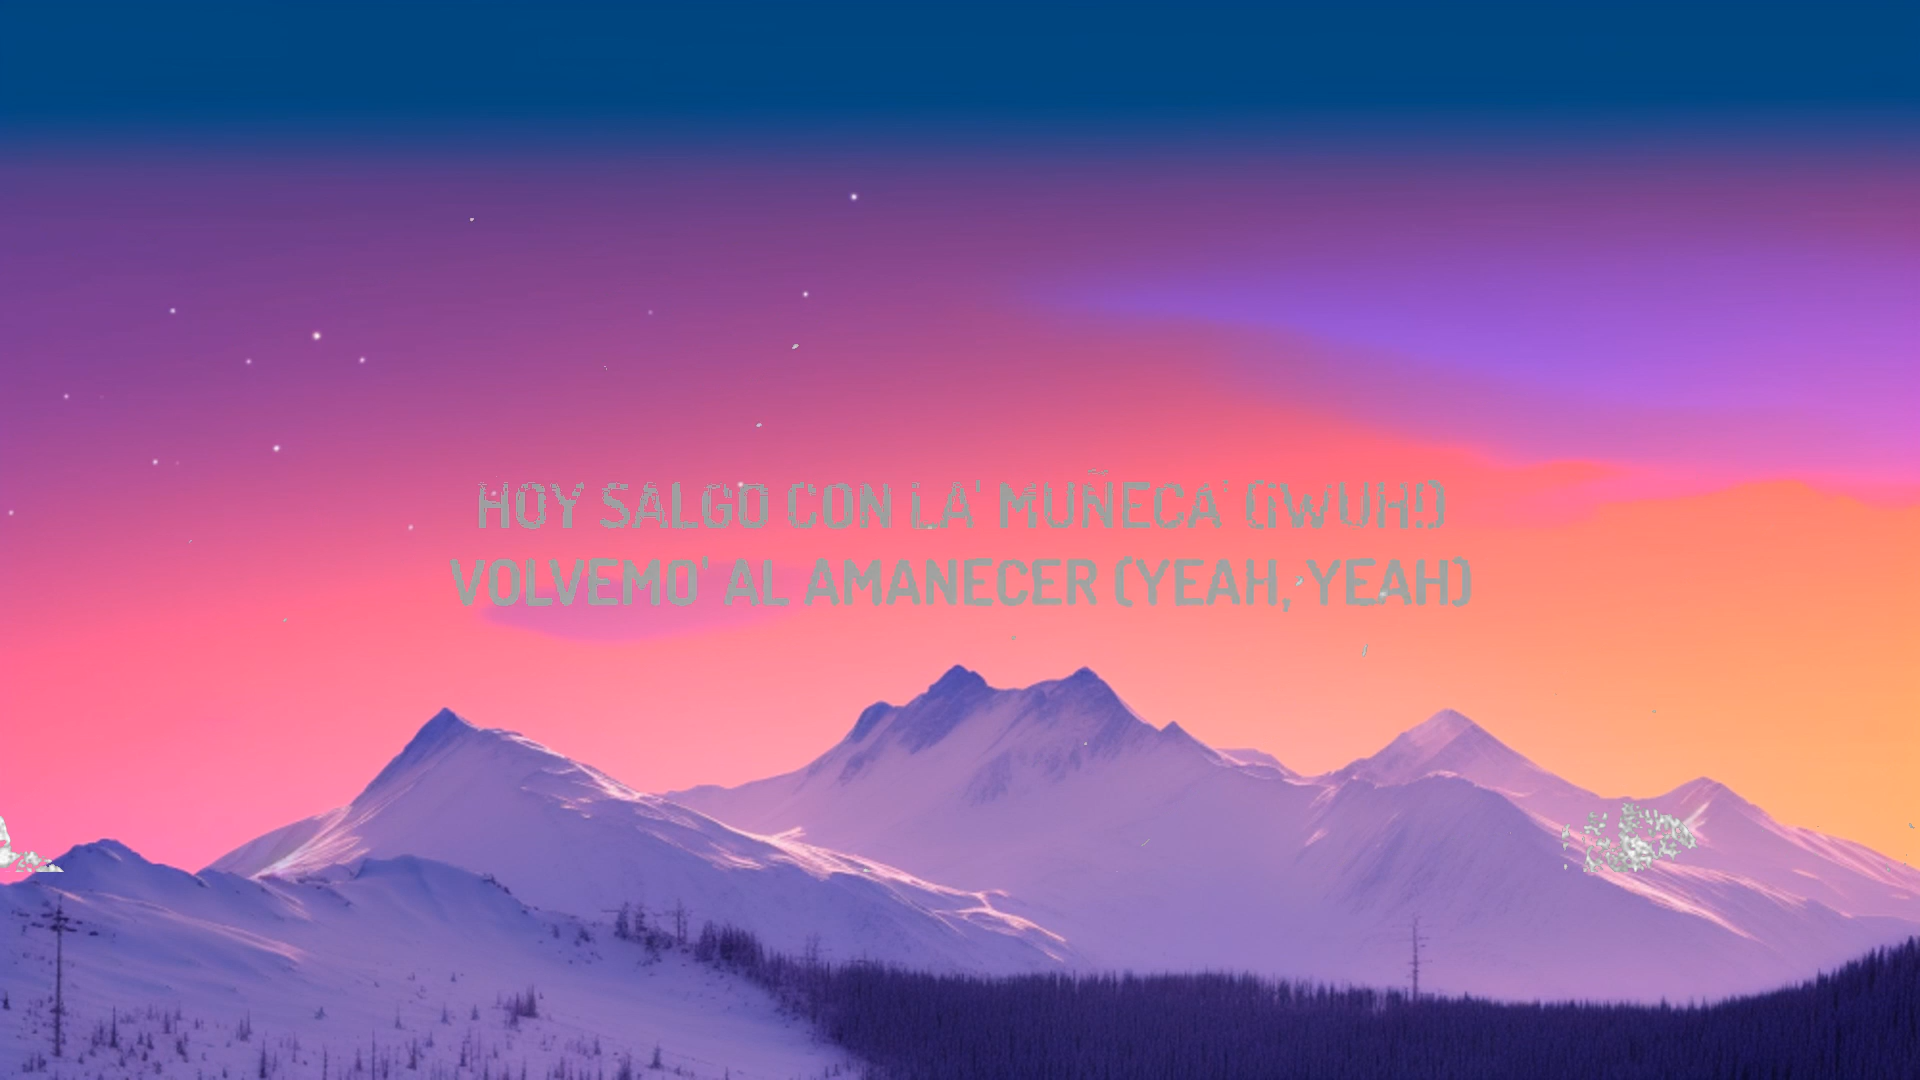 HOY SALGO CON LA' MUÑECA' (¡WUH!)
VOLVEMO' AL AMANECER (YEAH, YEAH)